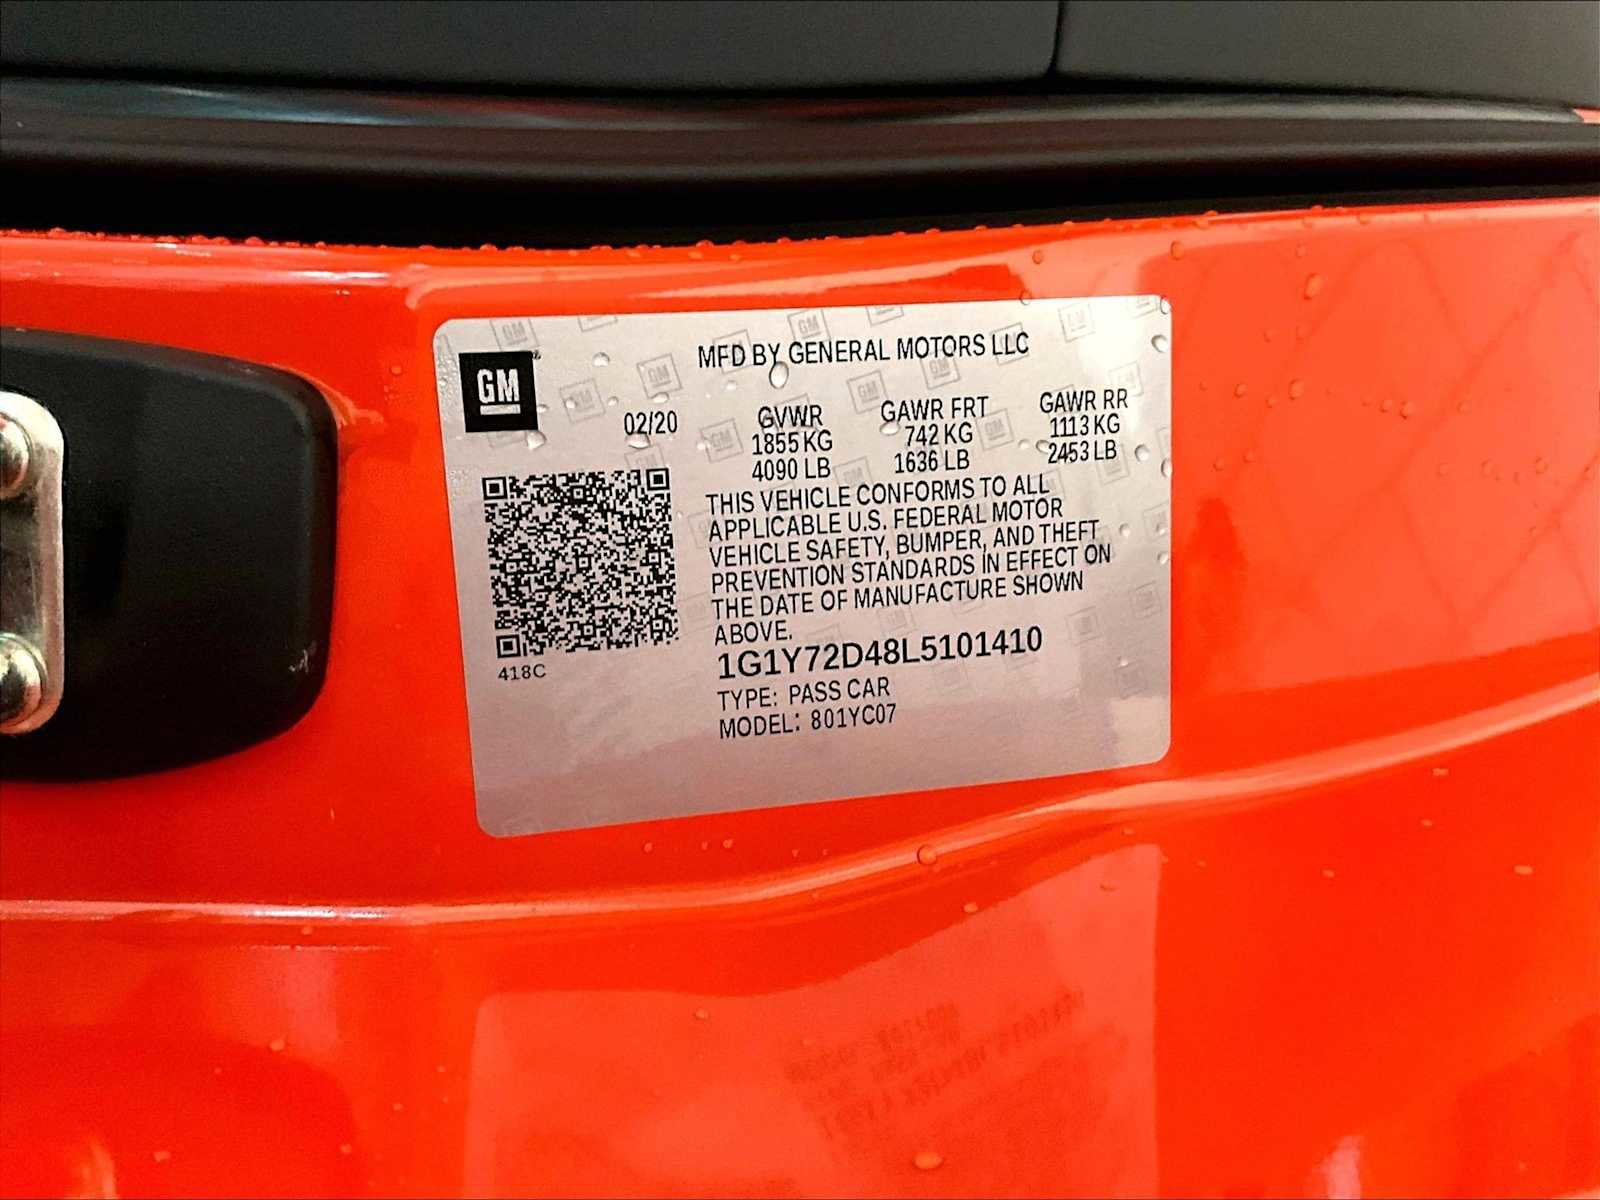 GM
MFD BY GENERAL MOTORS LLC
02/20
GVWR
1855 KG
4090 LB
GAWR FRT
742 KG
1636 LB
GAWR RR
1113 KG
2453 LB
THIS VEHICLE CONFORMS TO ALL
APPLICABLE U.S. FEDERAL MOTOR
VEHICLE SAFETY, BUMPER, AND THEFT
PREVENTION STANDARDS IN EFFECT ON
THE DATE OF MANUFACTURE SHOWN
ABOVE.
1G1Y72D48L5101410
TYPE: PASS CAR
MODEL: 801YC07
418C